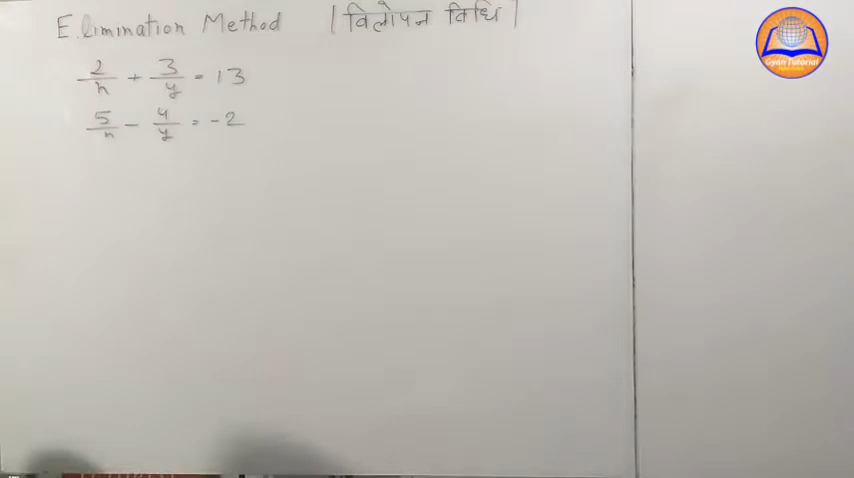 Elimination Method | विलोपन विधि |
2/x + 3/y = 13
5/x - 4/y = -2
Gyan Tutorial